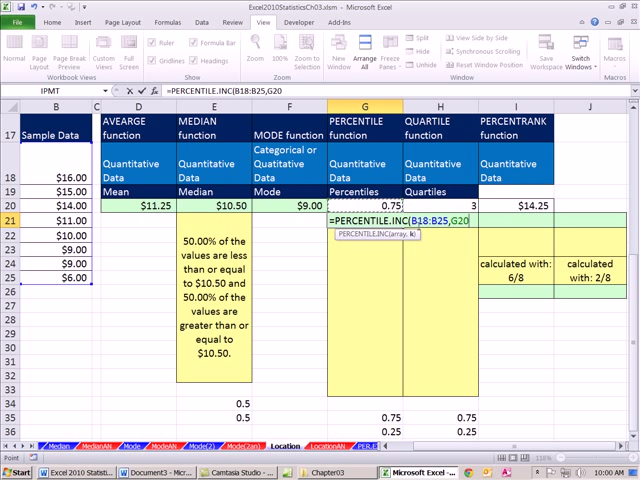 Excel2010StatisticsCh03.xlsm - Microsoft Excel
File Home Insert Page Layout Formulas Data Review View Developer Add-Ins
Normal Page Layout Page Break Preview Custom Views Full Screen
Ruler Formula Bar
Gridlines Headings
Zoom 100% Zoom to Selection
New Window Arrange All Freeze Panes
Split View Side by Side
Hide Synchronous Scrolling
Unhide Reset Window Position
Save Workspace Switch Windows Macros
Workbook Views Show Zoom Window Macros
IPMT =PERCENTILE.INC(B18:B25,G20
B C D E F G H I J
17 Sample Data AVEARGE function MEDIAN function MODE function PERCENTILE function QUARTILE function PERCENTRANK function
18 $16.00 Quantitative Data Quantitative Data Categorical or Quatitative Data Quantitative Data Quantitative Data Quantitative Data
19 $15.00 Mean Median Mode Percentiles Quartiles
20 $14.00 $11.25 $10.50 $9.00 0.75 3 $14.25
21 $11.00 =PERCENTILE.INC(B18:B25,G20
PERCENTILE.INC(array, k)
22 $10.00
23 $9.00
24 $9.00 calculated with: 6/8 calculated with: 2/8
25 $6.00
50.00% of the
values are less
than or equal
to $10.50 and
50.00% of the
values are
greater than or
equal to
$10.50.
26
27
28
29
30
31
32
33
34 0.5
35 0.5 0.75 0.75
36 0.25 0.25
Median MedianAN Mode ModeAN Mode(2) Mode(2an) Location LocationAN
Point 118%
Start Excel 2010 Statisti... Document3 - Micr... Camtasia Studio - ... Chapter03 Microsoft Excel -... 10:00 AM